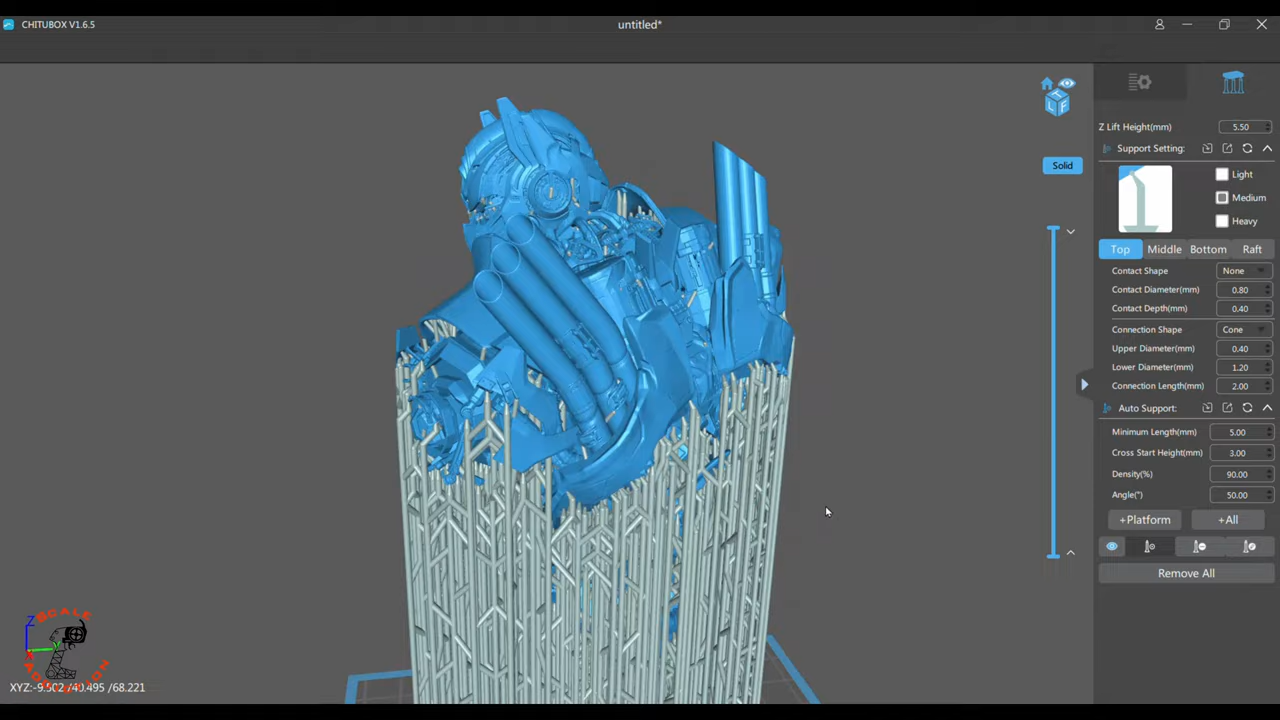 CHITUBOX V1.6.5
untitled*
Z Lift Height(mm) 5.50
Support Setting:
Light
Medium
Heavy
Solid
Top Middle Bottom Raft
Contact Shape None
Contact Diameter(mm) 0.80
Contact Depth(mm) 0.40
Connection Shape Cone
Upper Diameter(mm) 0.40
Lower Diameter(mm) 1.20
Connection Length(mm) 2.00
Auto Support:
Minimum Length(mm) 5.00
Cross Start Height(mm) 3.00
Density(%) 90.00
Angle(°) 50.00
+Platform +All
Remove All
SCALE
Z
XYZ:-9.502 /40.495 /68.221